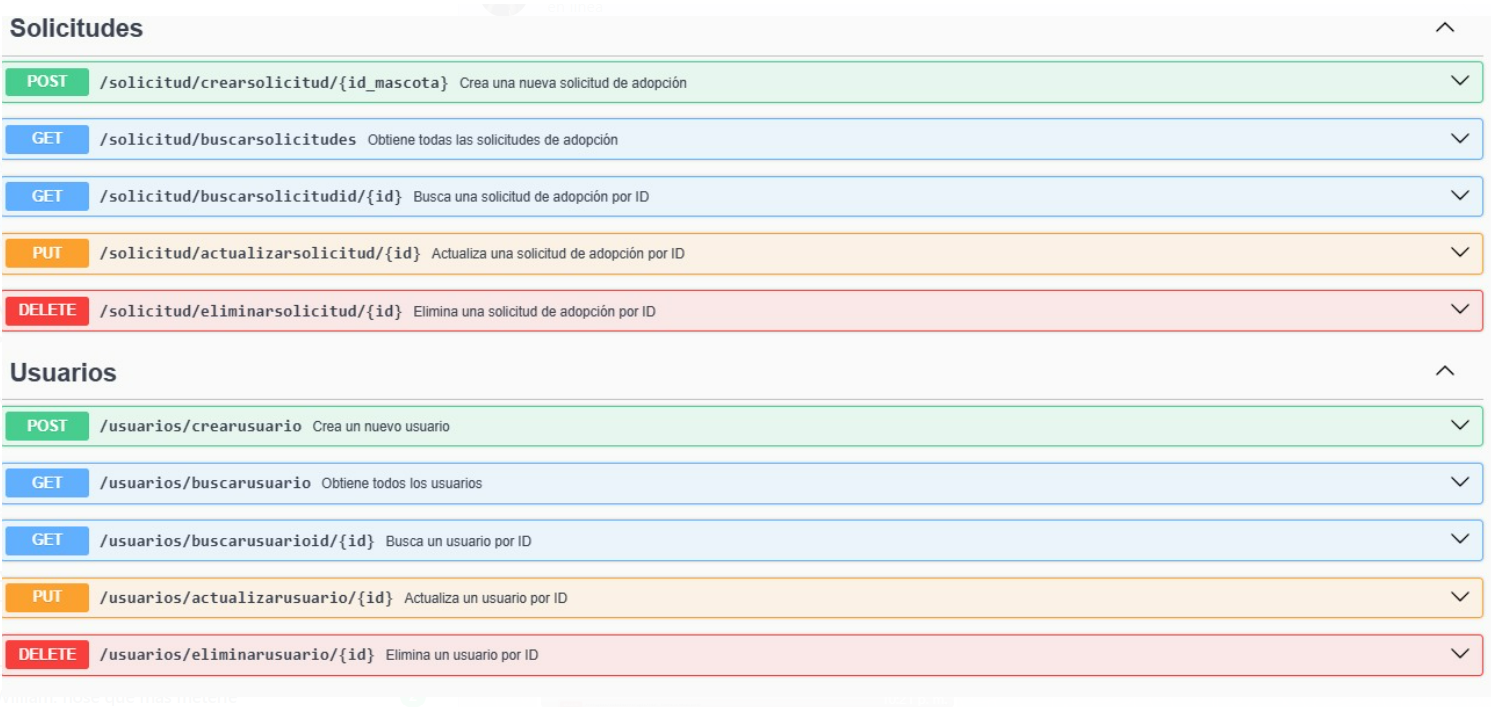 Solicitudes
POST /solicitud/crearsolicitud/{id_mascota} Crea una nueva solicitud de adopción
GET /solicitud/buscarsolicitudes Obtiene todas las solicitudes de adopción
GET /solicitud/buscarsolicitudid/{id} Busca una solicitud de adopción por ID
PUT /solicitud/actualizarsolicitud/{id} Actualiza una solicitud de adopción por ID
DELETE /solicitud/eliminarsolicitud/{id} Elimina una solicitud de adopción por ID
Usuarios
POST /usuarios/crearusuario Crea un nuevo usuario
GET /usuarios/buscarusuario Obtiene todos los usuarios
GET /usuarios/buscarusuarioid/{id} Busca un usuario por ID
PUT /usuarios/actualizarusuario/{id} Actualiza un usuario por ID
DELETE /usuarios/eliminarusuario/{id} Elimina un usuario por ID